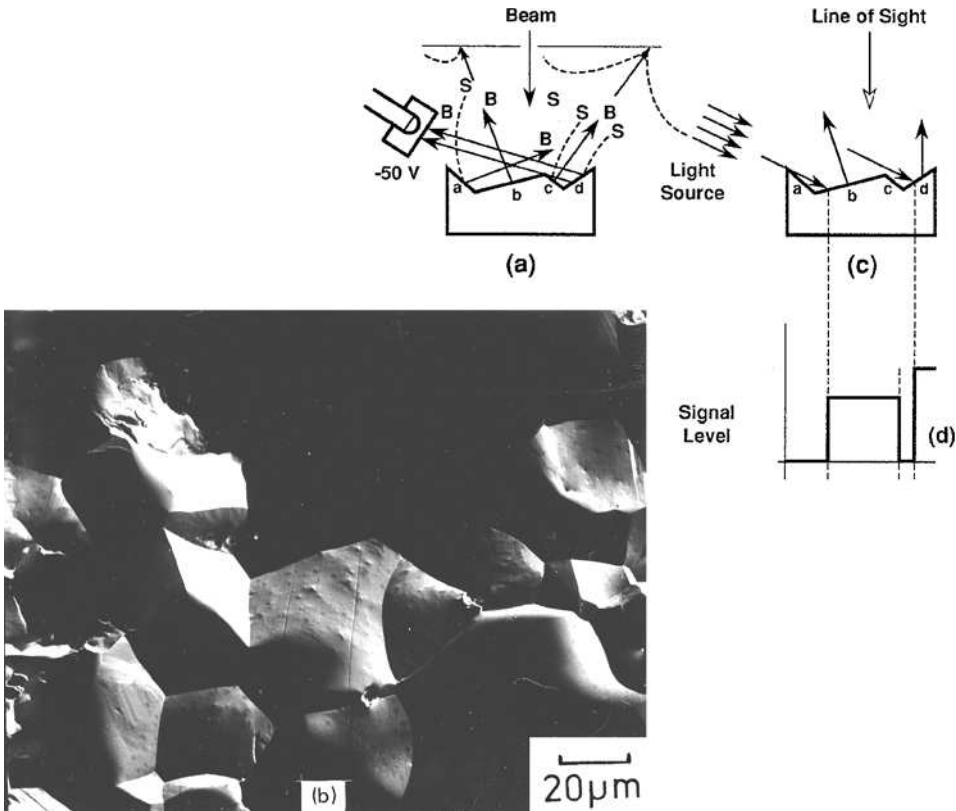 Beam
Line of Sight
S
B
B
S
S
B
S
B
-50 V
a
b
c
d
Light
Source
a
b
c
d
(a)
(c)
Signal
Level
(d)
(b)
20µm